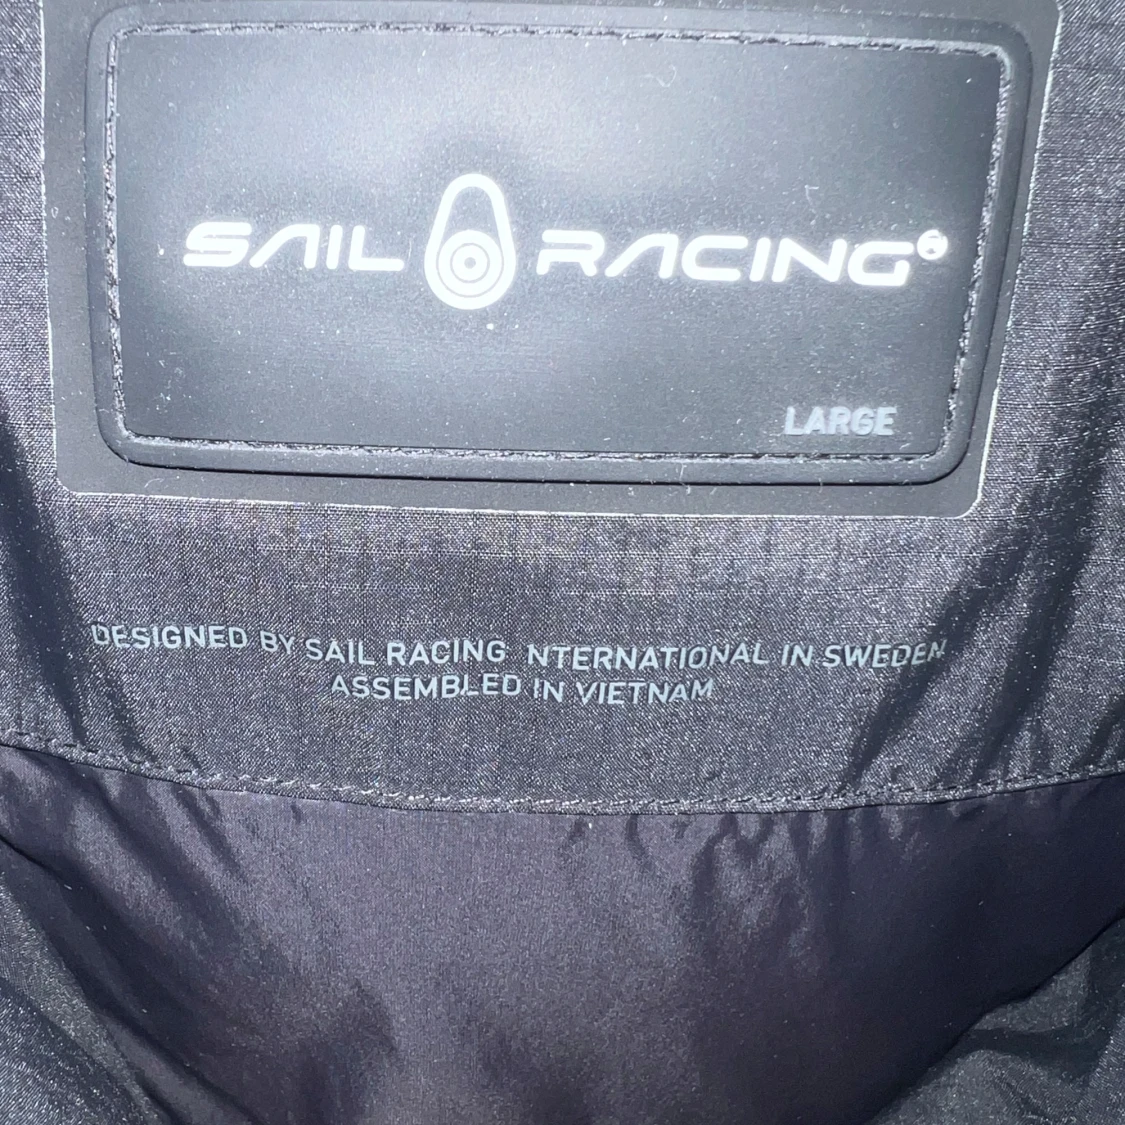 SAIL RACING®
LARGE
DESIGNED BY SAIL RACING NTERNATIONAL IN SWEDEN
ASSEMBLED IN VIETNAM